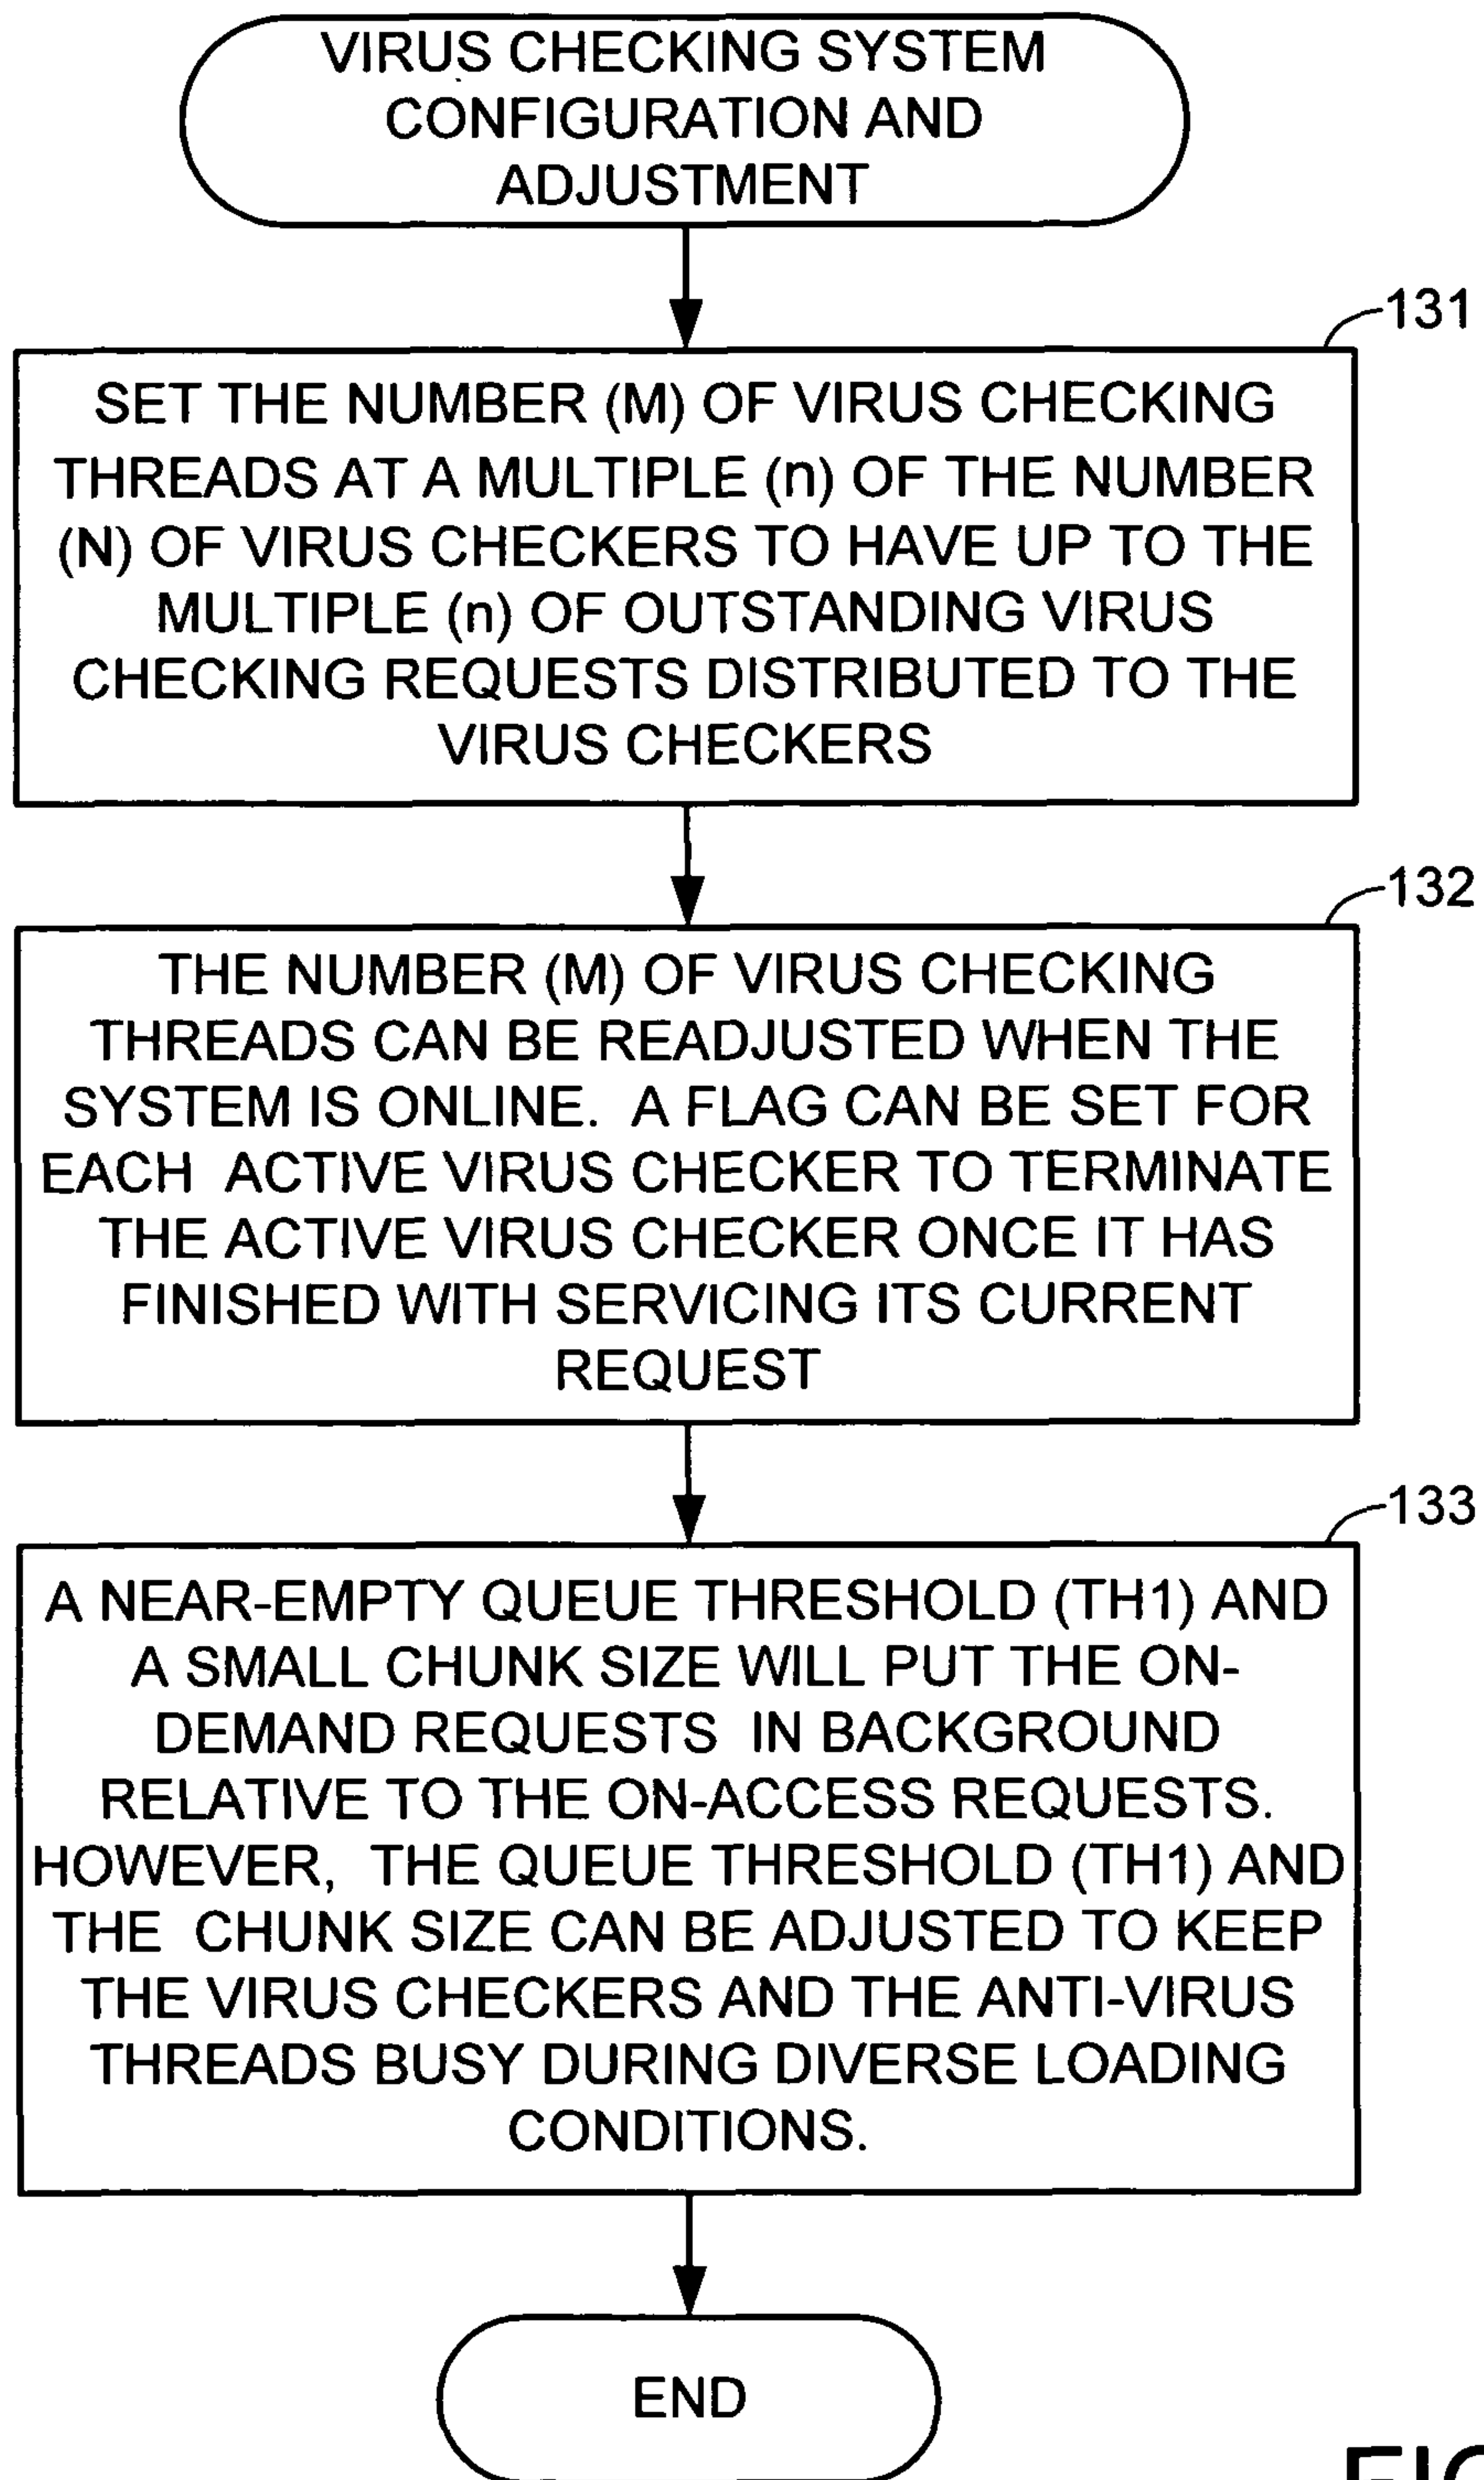 VIRUS CHECKING SYSTEM
CONFIGURATION AND
ADJUSTMENT
131
SET THE NUMBER (M) OF VIRUS CHECKING
THREADS AT A MULTIPLE (n) OF THE NUMBER
(N) OF VIRUS CHECKERS TO HAVE UP TO THE
MULTIPLE (n) OF OUTSTANDING VIRUS
CHECKING REQUESTS DISTRIBUTED TO THE
VIRUS CHECKERS
132
THE NUMBER (M) OF VIRUS CHECKING
THREADS CAN BE READJUSTED WHEN THE
SYSTEM IS ONLINE. A FLAG CAN BE SET FOR
EACH ACTIVE VIRUS CHECKER TO TERMINATE
THE ACTIVE VIRUS CHECKER ONCE IT HAS
FINISHED WITH SERVICING ITS CURRENT
REQUEST
133
A NEAR-EMPTY QUEUE THRESHOLD (TH1) AND
A SMALL CHUNK SIZE WILL PUT THE ON-
DEMAND REQUESTS IN BACKGROUND
RELATIVE TO THE ON-ACCESS REQUESTS.
HOWEVER, THE QUEUE THRESHOLD (TH1) AND
THE CHUNK SIZE CAN BE ADJUSTED TO KEEP
THE VIRUS CHECKERS AND THE ANTI-VIRUS
THREADS BUSY DURING DIVERSE LOADING
CONDITIONS.
END